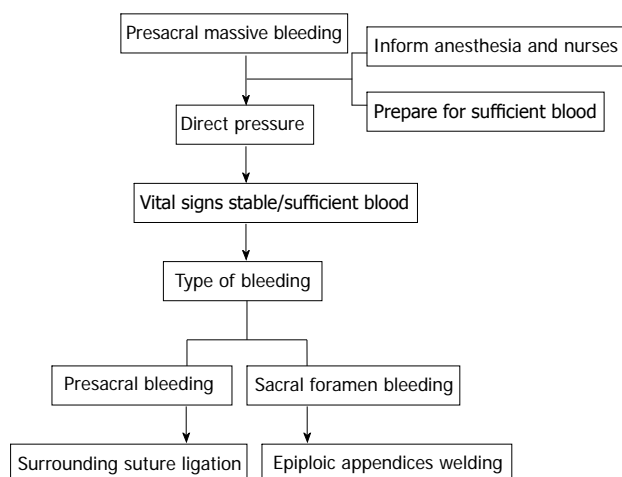 Presacral massive bleeding
Inform anesthesia and nurses
Prepare for sufficient blood
Direct pressure
Vital signs stable/sufficient blood
Type of bleeding
Presacral bleeding
Sacral foramen bleeding
Surrounding suture ligation
Epiploic appendices welding